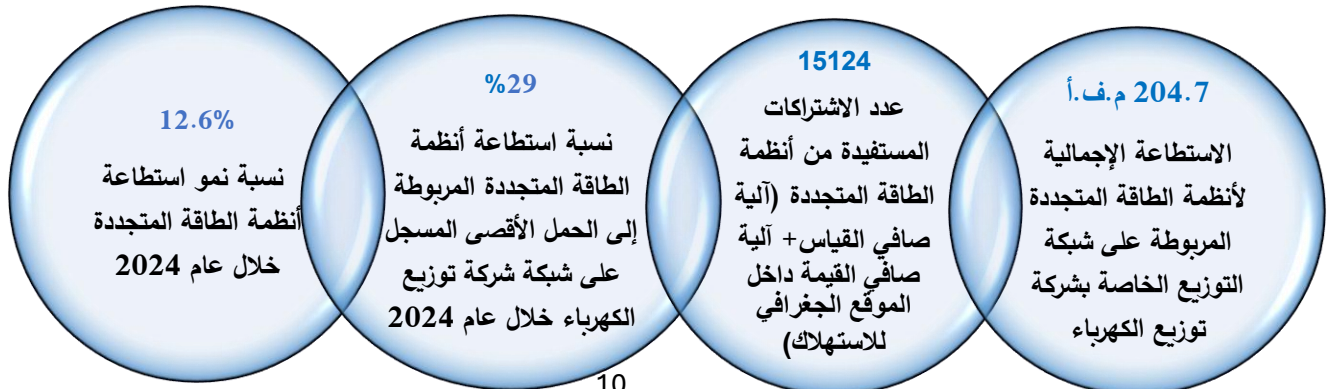 204.7 م.ف.أ
الاستطاعة الإجمالية
لأنظمة الطاقة المتجددة
المربوطة على شبكة
التوزيع الخاصة بشركة
توزيع الكهرباء
15124
عدد الاشتراكات
المستفيدة من أنظمة
الطاقة المتجددة (آلية
صافي القياس+ آلية
صافي القيمة داخل
الموقع الجغرافي
للاستهلاك)
%29
نسبة استطاعة أنظمة
الطاقة المتجددة المربوطة
إلى الحمل الأقصى المسجل
على شبكة شركة توزيع
الكهرباء خلال عام 2024
12.6%
نسبة نمو استطاعة
أنظمة الطاقة المتجددة
خلال عام 2024
10